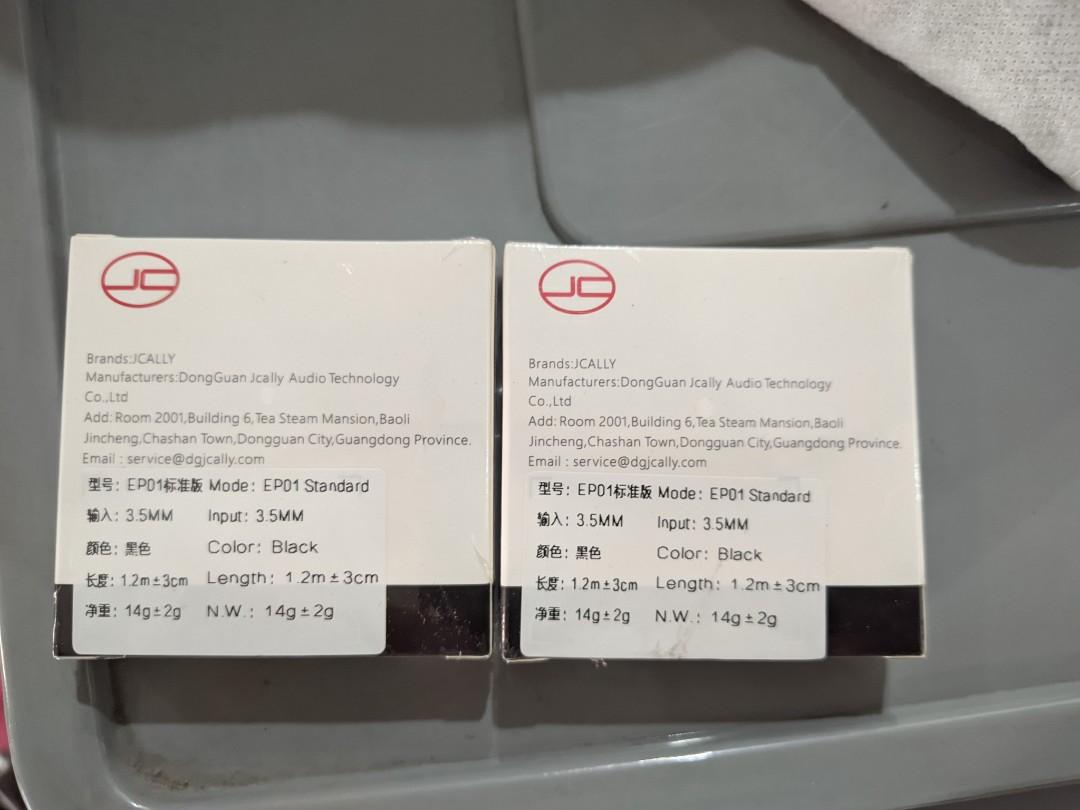 JC
Brands:JCALLY
Manufacturers:DongGuan Jcally Audio Technology
Co.,Ltd
Add: Room 2001,Building 6,Tea Steam Mansion,Baoli
Jincheng,Chashan Town,Dongguan City,Guangdong Province.
Email : service@dgjcally.com
型号: EP01标准版 Mode: EP01 Standard
输入: 3.5MM Input: 3.5MM
颜色: 黑色 Color: Black
长度: 1.2m±3cm Length: 1.2m±3cm
净重: 14g±2g N.W.: 14g±2g
JC
Brands:JCALLY
Manufacturers:DongGuan Jcally Audio Technology
Co.,Ltd
Add: Room 2001,Building 6,Tea Steam Mansion,Baoli
Jincheng,Chashan Town,Dongguan City,Guangdong Province.
Email : service@dgjcally.com
型号: EP01标准版 Mode: EP01 Standard
输入: 3.5MM Input: 3.5MM
颜色: 黑色 Color: Black
长度: 1.2m±3cm Length: 1.2m±3cm
净重: 14g±2g N.W.: 14g±2g